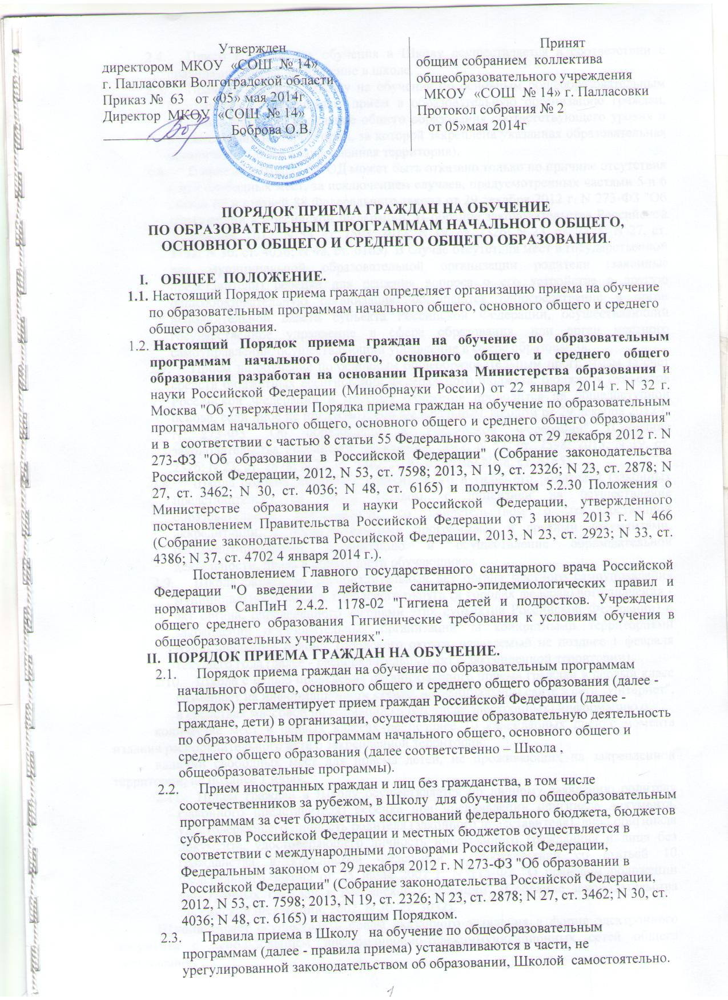 Утвержден
директором МКОУ «СОШ № 14»
г. Палласовки Волгоградской области
Приказ № 63 от «05» мая 2014г
Директор МКОУ «СОШ № 14»
Боброва О.В.
Принят
общим собранием коллектива
общеобразовательного учреждения
МКОУ «СОШ № 14» г. Палласовки
Протокол собрания № 2
от 05»мая 2014г
ПОРЯДОК ПРИЕМА ГРАЖДАН НА ОБУЧЕНИЕ
ПО ОБРАЗОВАТЕЛЬНЫМ ПРОГРАММАМ НАЧАЛЬНОГО ОБЩЕГО,
ОСНОВНОГО ОБЩЕГО И СРЕДНЕГО ОБЩЕГО ОБРАЗОВАНИЯ.
I. ОБЩЕЕ ПОЛОЖЕНИЕ.
1.1. Настоящий Порядок приема граждан определяет организацию приема на обучение
по образовательным программам начального общего, основного общего и среднего
общего образования.
1.2. Настоящий Порядок приема граждан на обучение по образовательным
программам начального общего, основного общего и среднего общего
образования разработан на основании Приказа Министерства образования и
науки Российской Федерации (Минобрнауки России) от 22 января 2014 г. N 32 г.
Москва "Об утверждении Порядка приема граждан на обучение по образовательным
программам начального общего, основного общего и среднего общего образования"
и в соответствии с частью 8 статьи 55 Федерального закона от 29 декабря 2012 г. N
273-ФЗ "Об образовании в Российской Федерации" (Собрание законодательства
Российской Федерации, 2012, N 53, ст. 7598; 2013, N 19, ст. 2326; N 23, ст. 2878; N
27, ст. 3462; N 30, ст. 4036; N 48, ст. 6165) и подпунктом 5.2.30 Положения о
Министерстве образования и науки Российской Федерации, утвержденного
постановлением Правительства Российской Федерации от 3 июня 2013 г. N 466
(Собрание законодательства Российской Федерации, 2013, N 23, ст. 2923; N 33, ст.
4386; N 37, ст. 4702 4 января 2014 г.).
Постановлением Главного государственного санитарного врача Российской
Федерации "О введении в действие санитарно-эпидемиологических правил и
нормативов СанПиН 2.4.2. 1178-02 "Гигиена детей и подростков. Учреждения
общего среднего образования Гигиенические требования к условиям обучения в
общеобразовательных учреждениях".
II. ПОРЯДОК ПРИЕМА ГРАЖДАН НА ОБУЧЕНИЕ.
2.1. Порядок приема граждан на обучение по образовательным программам
начального общего, основного общего и среднего общего образования (далее -
Порядок) регламентирует прием граждан Российской Федерации (далее -
граждане, дети) в организации, осуществляющие образовательную деятельность
по образовательным программам начального общего, основного общего и
среднего общего образования (далее соответственно – Школа ,
общеобразовательные программы).
2.2. Прием иностранных граждан и лиц без гражданства, в том числе
соотечественников за рубежом, в Школу для обучения по общеобразовательным
программам за счет бюджетных ассигнований федерального бюджета, бюджетов
субъектов Российской Федерации и местных бюджетов осуществляется в
соответствии с международными договорами Российской Федерации,
Федеральным законом от 29 декабря 2012 г. N 273-ФЗ "Об образовании в
Российской Федерации" (Собрание законодательства Российской Федерации,
2012, N 53, ст. 7598; 2013, N 19, ст. 2326; N 23, ст. 2878; N 27, ст. 3462; N 30, ст.
4036; N 48, ст. 6165) и настоящим Порядком.
2.3. Правила приема в Школу на обучение по общеобразовательным
программам (далее - правила приема) устанавливаются в части, не
урегулированной законодательством об образовании, Школой самостоятельно.
1